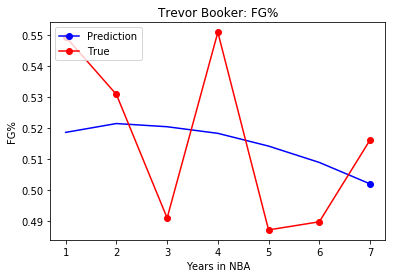 Trevor Booker: FG%
Prediction
True
0.55
0.54
0.53
0.52
0.51
0.50
0.49
FG%
1 2 3 4 5 6 7
Years in NBA